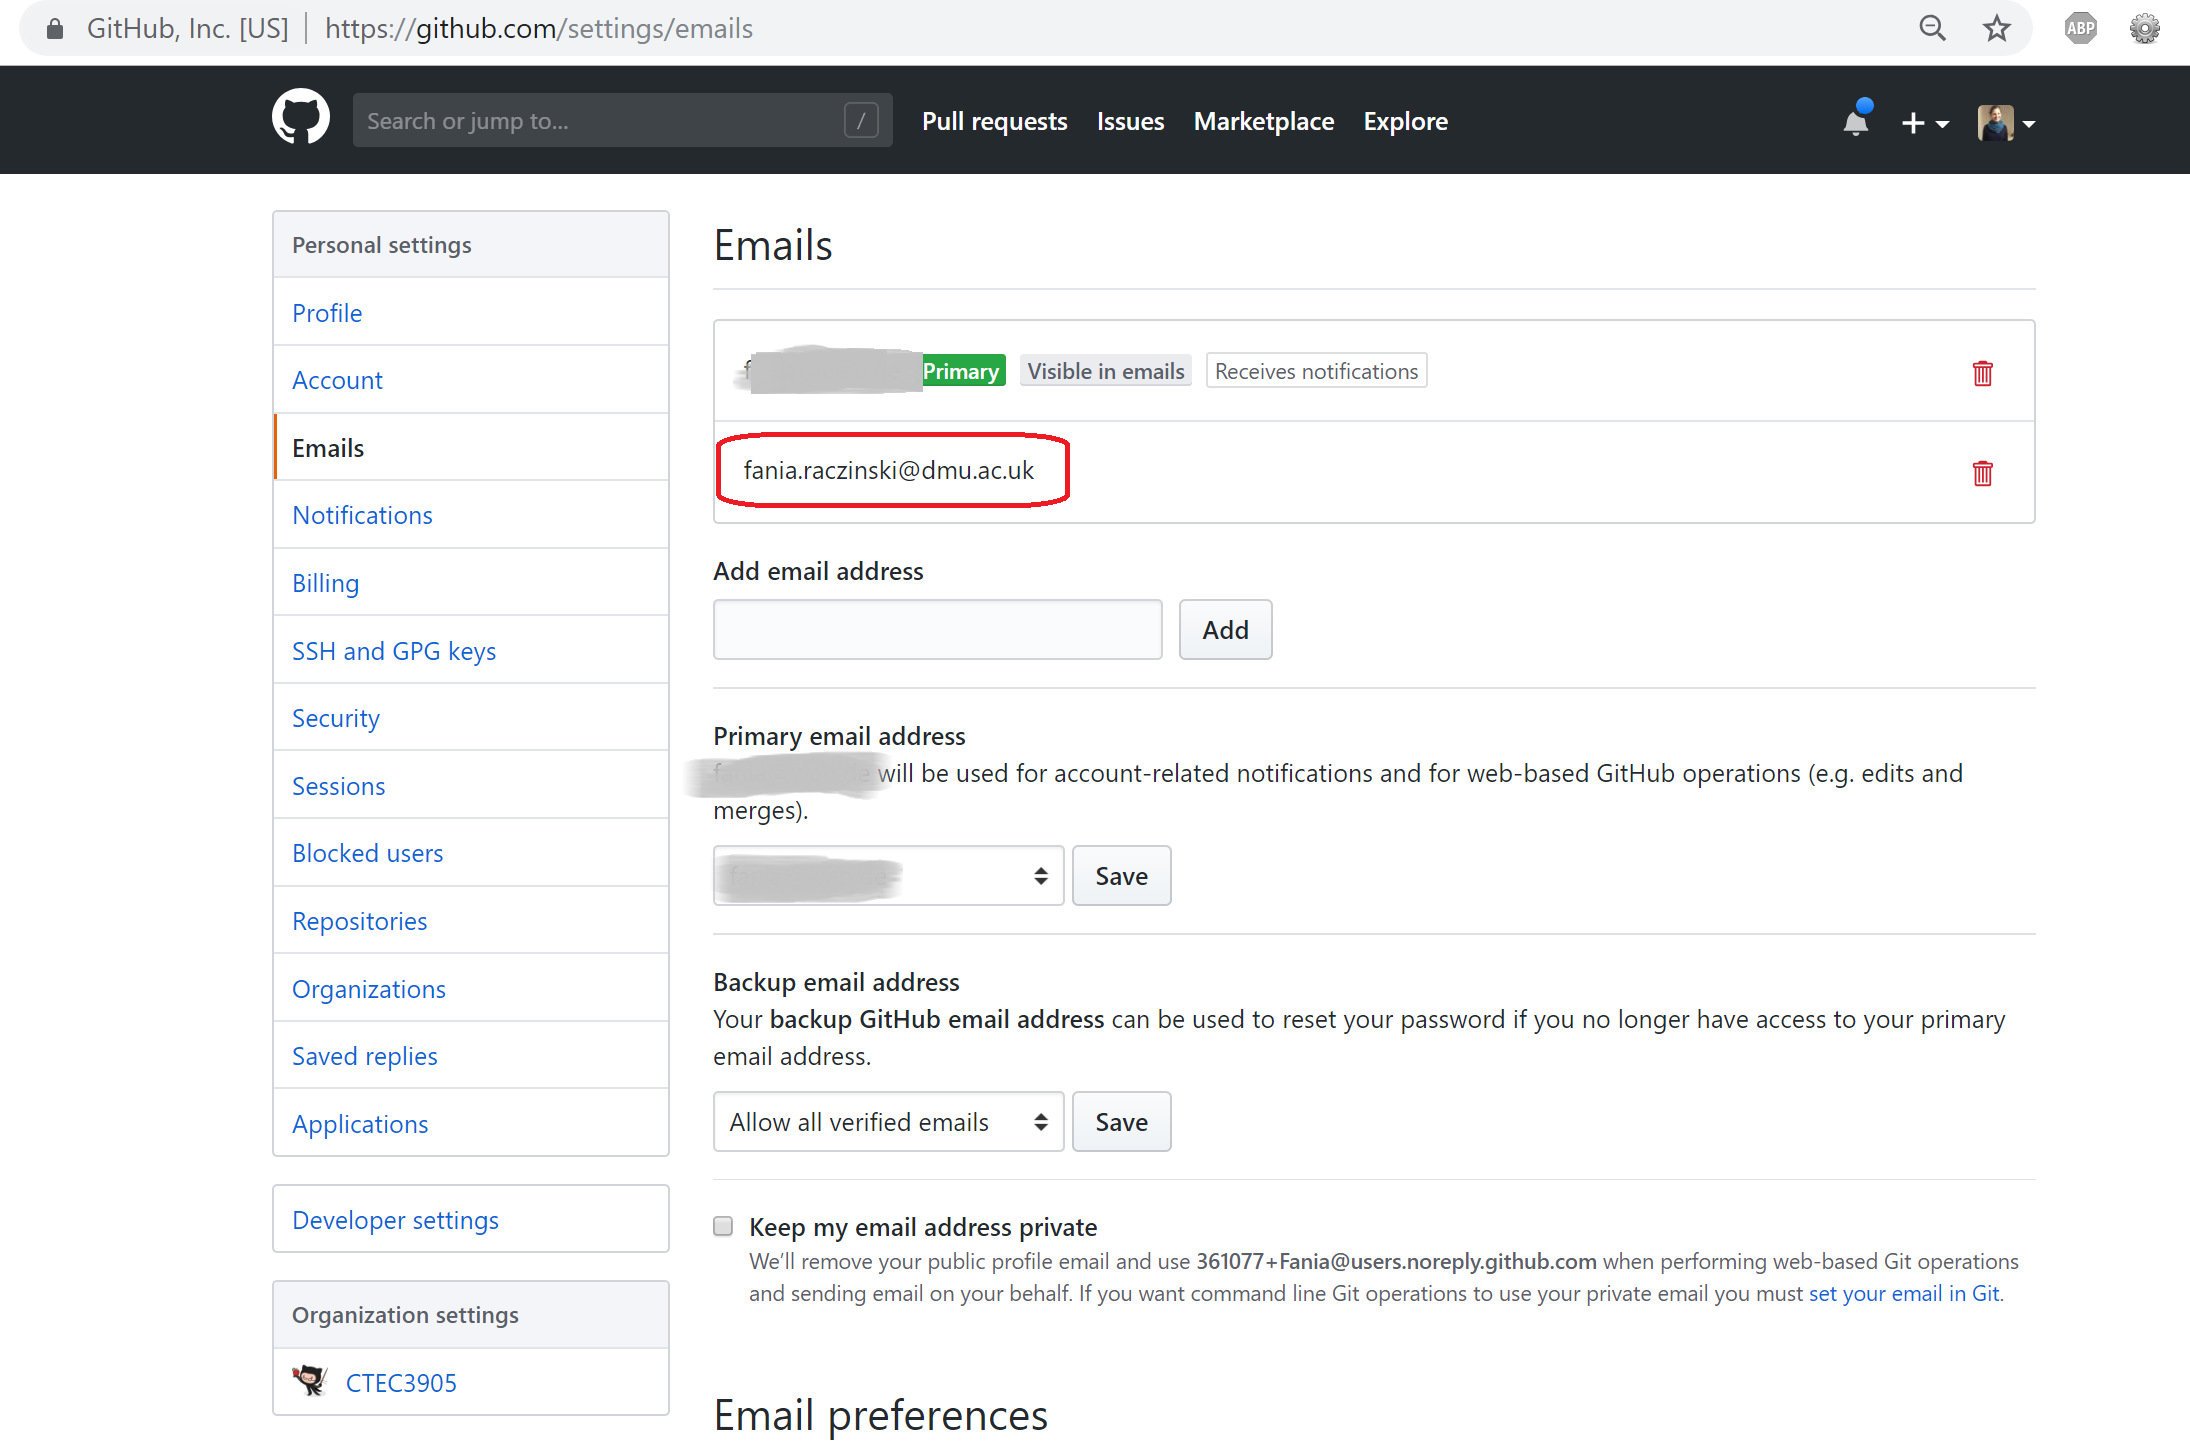 GitHub, Inc. [US] https://github.com/settings/emails
ABP
Search or jump to... /
Pull requests Issues Marketplace Explore
Personal settings
Profile
Account
Emails
Notifications
Billing
SSH and GPG keys
Security
Sessions
Blocked users
Repositories
Organizations
Saved replies
Applications
Developer settings
Organization settings
CTEC3905
Emails
Primary Visible in emails Receives notifications
fania.raczinski@dmu.ac.uk
Add email address
Add
Primary email address
will be used for account-related notifications and for web-based GitHub operations (e.g. edits and
merges).
Save
Backup email address
Your backup GitHub email address can be used to reset your password if you no longer have access to your primary
email address.
Allow all verified emails Save
Keep my email address private
We'll remove your public profile email and use 361077+Fania@users.noreply.github.com when performing web-based Git operations
and sending email on your behalf. If you want command line Git operations to use your private email you must set your email in Git.
Email preferences